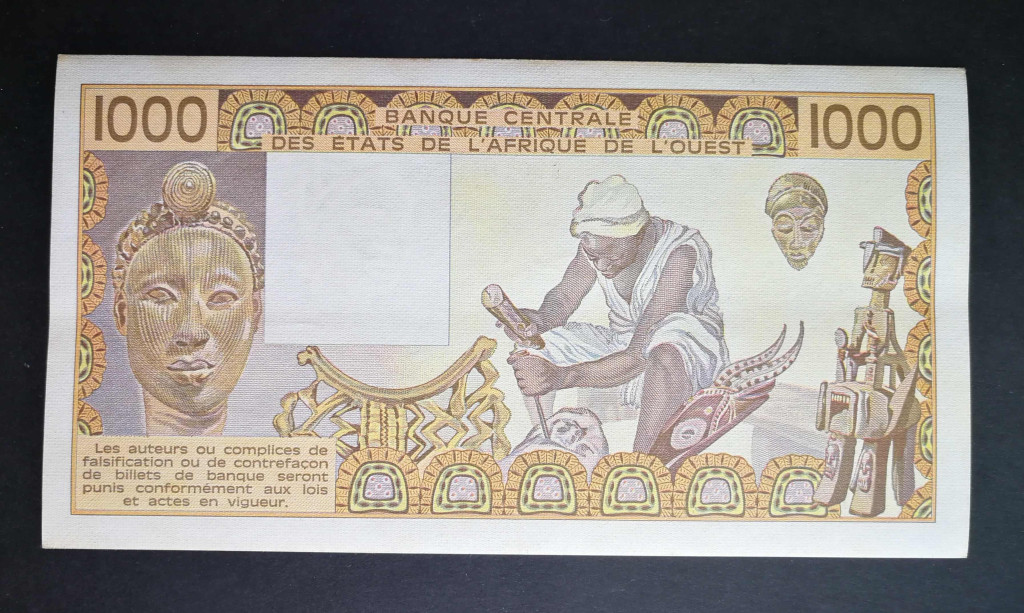 1000
BANQUE CENTRALE
DES ETATS DE L'AFRIQUE DE L'OUEST
1000
Les auteurs ou complices de
falsification ou de contrefaçon
de billets de banque seront
punis conformément aux lois
et actes en vigueur.